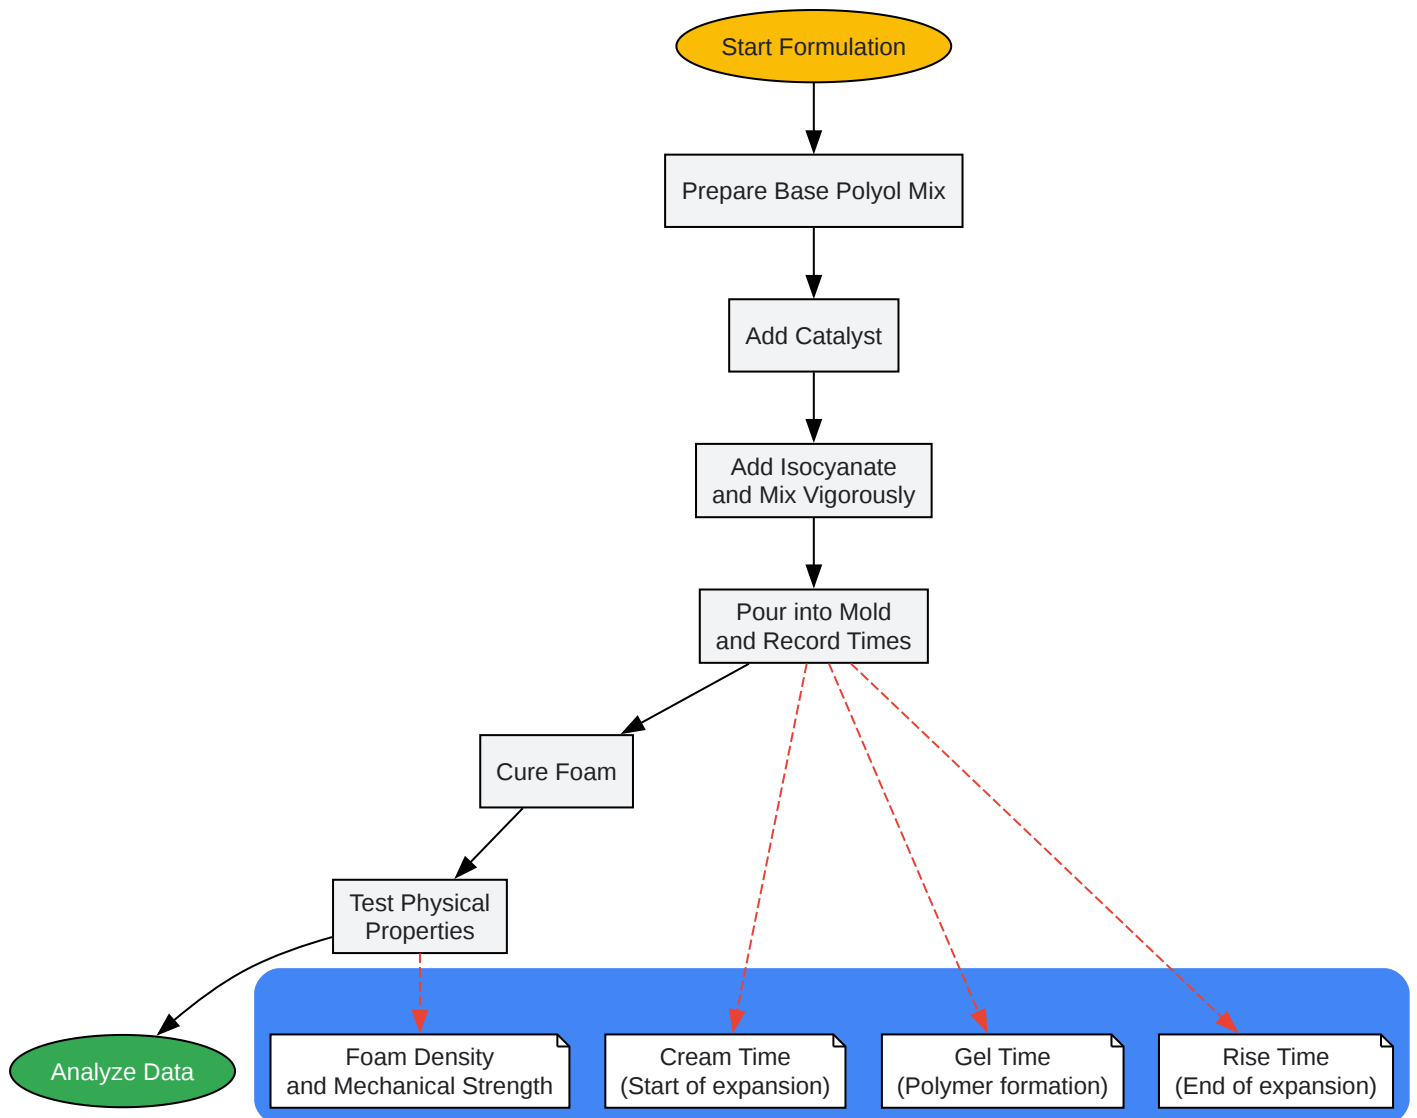 Start Formulation
Prepare Base Polyol Mix
Add Catalyst
Add Isocyanate
and Mix Vigorously
Pour into Mold
and Record Times
Cure Foam
Test Physical
Properties
Analyze Data
Foam Density
and Mechanical Strength
Cream Time
(Start of expansion)
Gel Time
(Polymer formation)
Rise Time
(End of expansion)